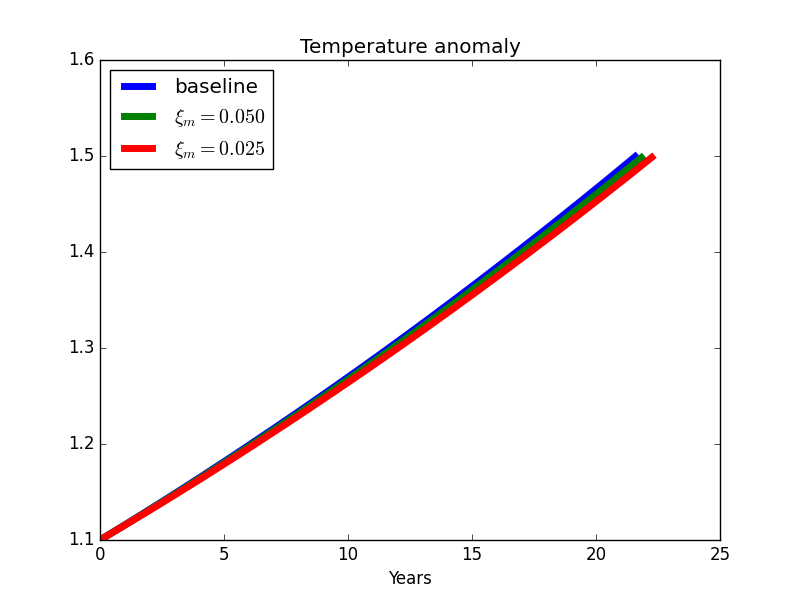 Temperature anomaly
baseline
ξm = 0.050
ξm = 0.025
1.6
1.5
1.4
1.3
1.2
1.1
0 5 10 15 20 25
Years